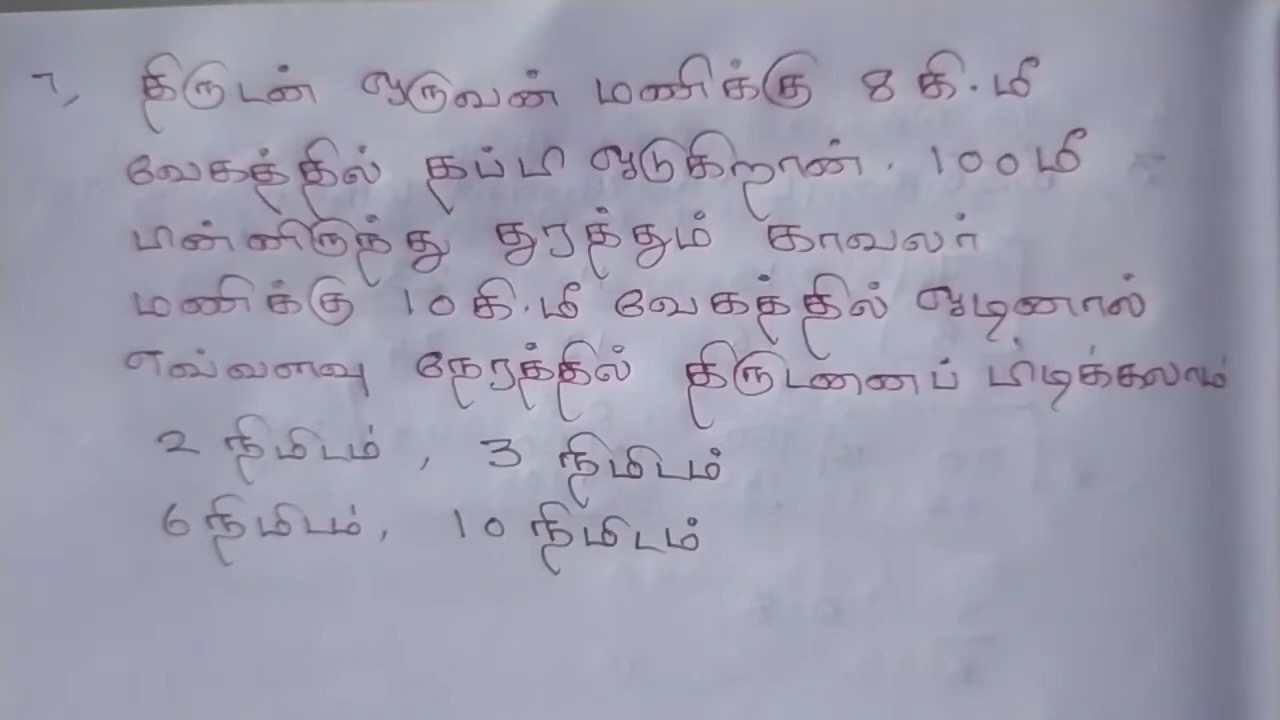 7, திருடன் ஒருவன் மணிக்கு 8 கி.மீ
வேகத்தில் தப்பி ஓடுகிறான். 100மீ
பின்னிருந்து துரத்தும் காவலர்
மணிக்கு 10 கி.மீ வேகத்தில் ஓடினால்
எவ்வளவு நேரத்தில் திருடனைப் பிடிக்கலாம்
2 நிமிடம் , 3 நிமிடம்
6 நிமிடம், 10 நிமிடம்